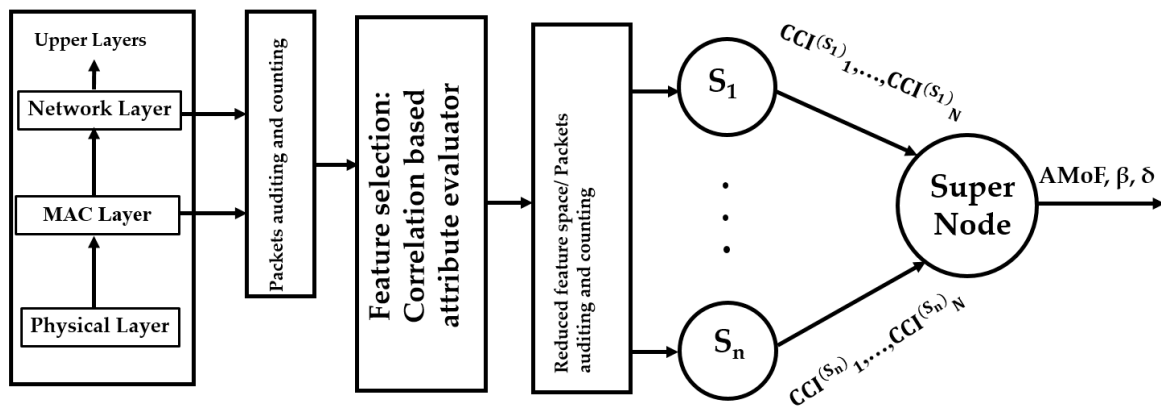 Upper Layers
Network Layer
MAC Layer
Physical Layer
Packets auditing and counting
Feature selection:
Correlation based
attribute evaluator
Reduced feature space/ Packets
auditing and counting
S₁
.
.
.
Sₙ
CCI⁽ˢ¹⁾₁,…,CCI⁽ˢ¹⁾_N
CCI⁽ˢⁿ⁾₁,…,CCI⁽ˢⁿ⁾_N
Super
Node
AMoF, β, δ